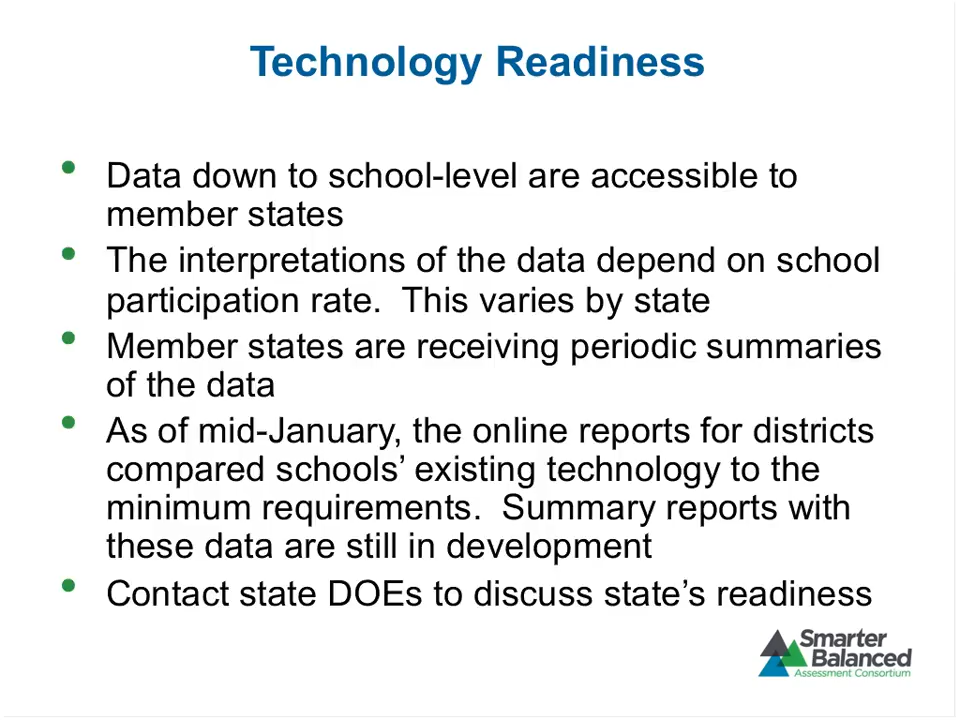 Technology Readiness
• Data down to school-level are accessible to
member states
• The interpretations of the data depend on school
participation rate.  This varies by state
• Member states are receiving periodic summaries
of the data
• As of mid-January, the online reports for districts
compared schools’ existing technology to the
minimum requirements.  Summary reports with
these data are still in development
• Contact state DOEs to discuss state’s readiness
Smarter
Balanced
Assessment Consortium